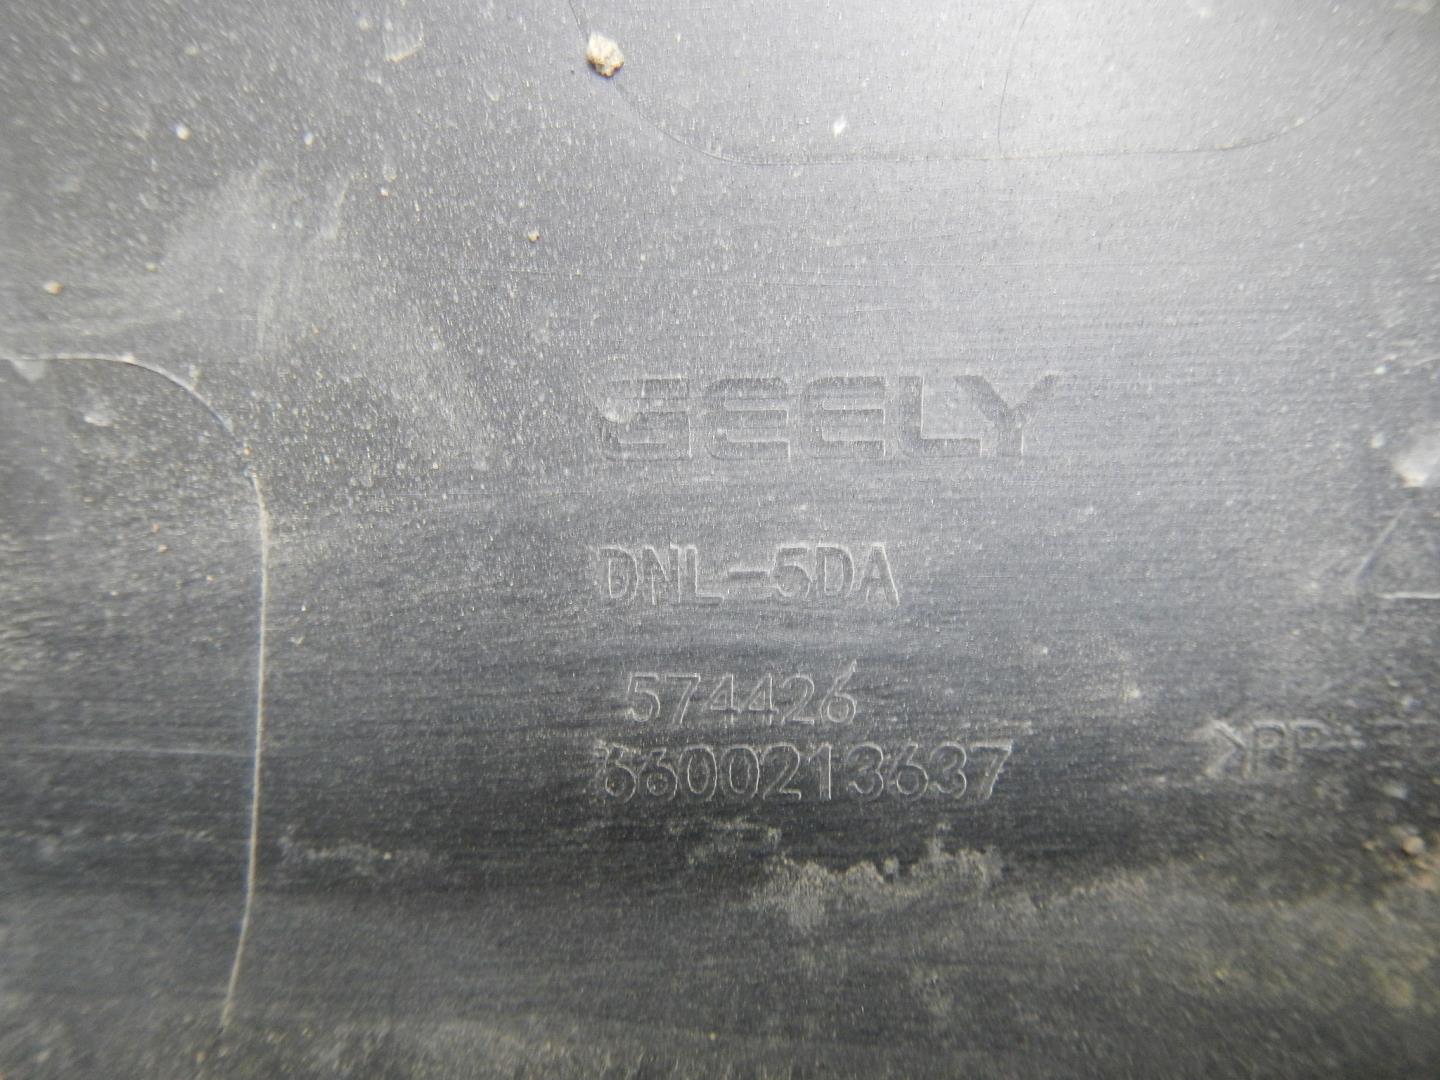 GEELY
DNL-5DA
574426
6600213637
>PP+